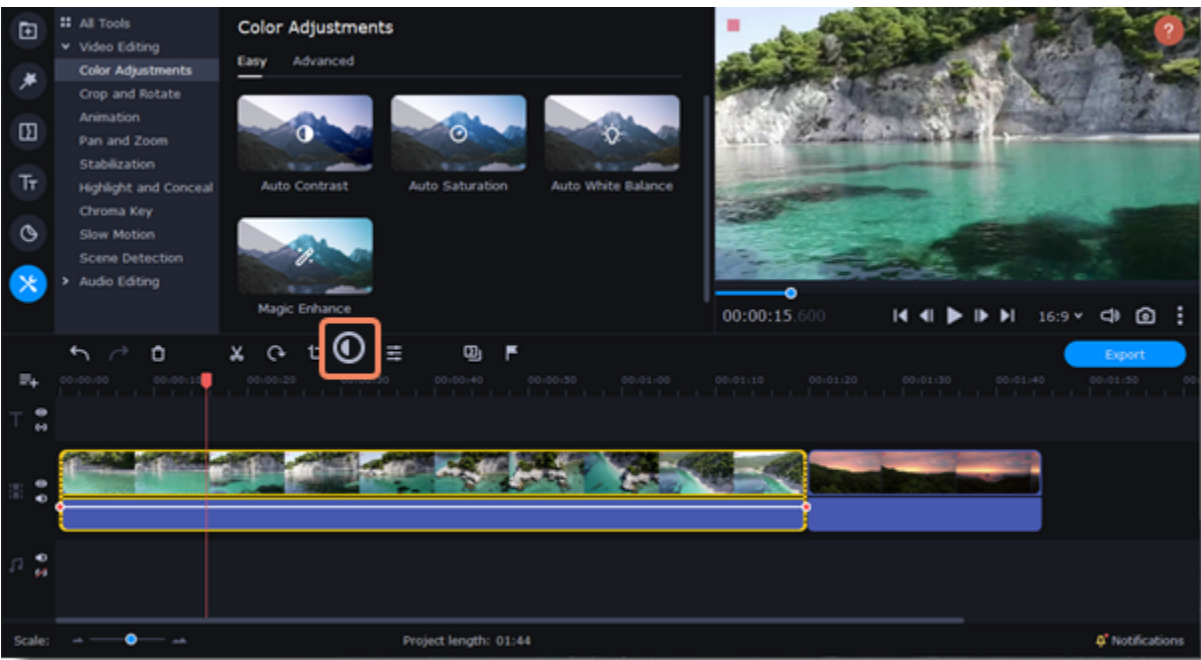 All Tools
Video Editing
Color Adjustments
Crop and Rotate
Animation
Pan and Zoom
Stabilization
Highlight and Conceal
Chroma Key
Slow Motion
Scene Detection
Audio Editing
Color Adjustments
Easy Advanced
Auto Contrast Auto Saturation Auto White Balance
Magic Enhance
?
00:00:15.600
16:9
Export
00:00:00 00:00:10 00:00:20 00:00:40 00:00:50 00:01:00 00:01:10 00:01:20 00:01:30 00:01:40 00:01:50
Scale:
Project length: 01:44
Notifications